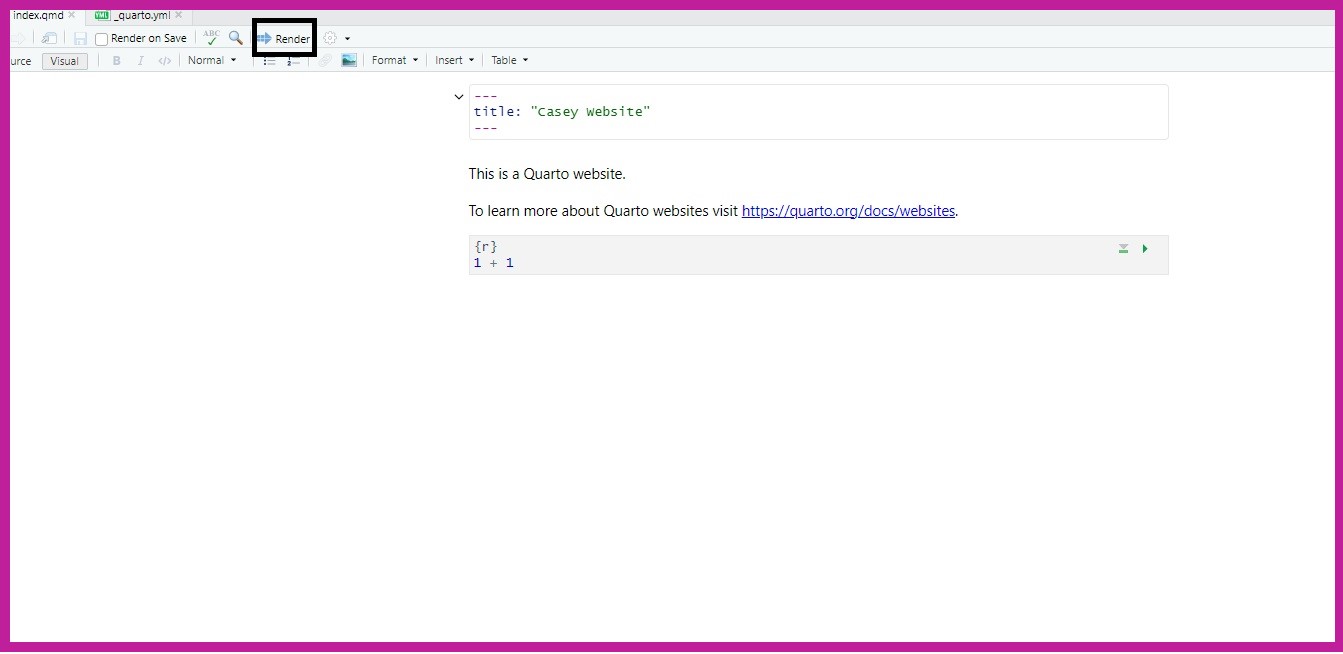 index.qmd × YML _quarto.yml ×
Render on Save ABC Render
urce Visual B I </> Normal Format Insert Table
---
title: "Casey Website"
---
This is a Quarto website.
To learn more about Quarto websites visit https://quarto.org/docs/websites.
{r}
1 + 1